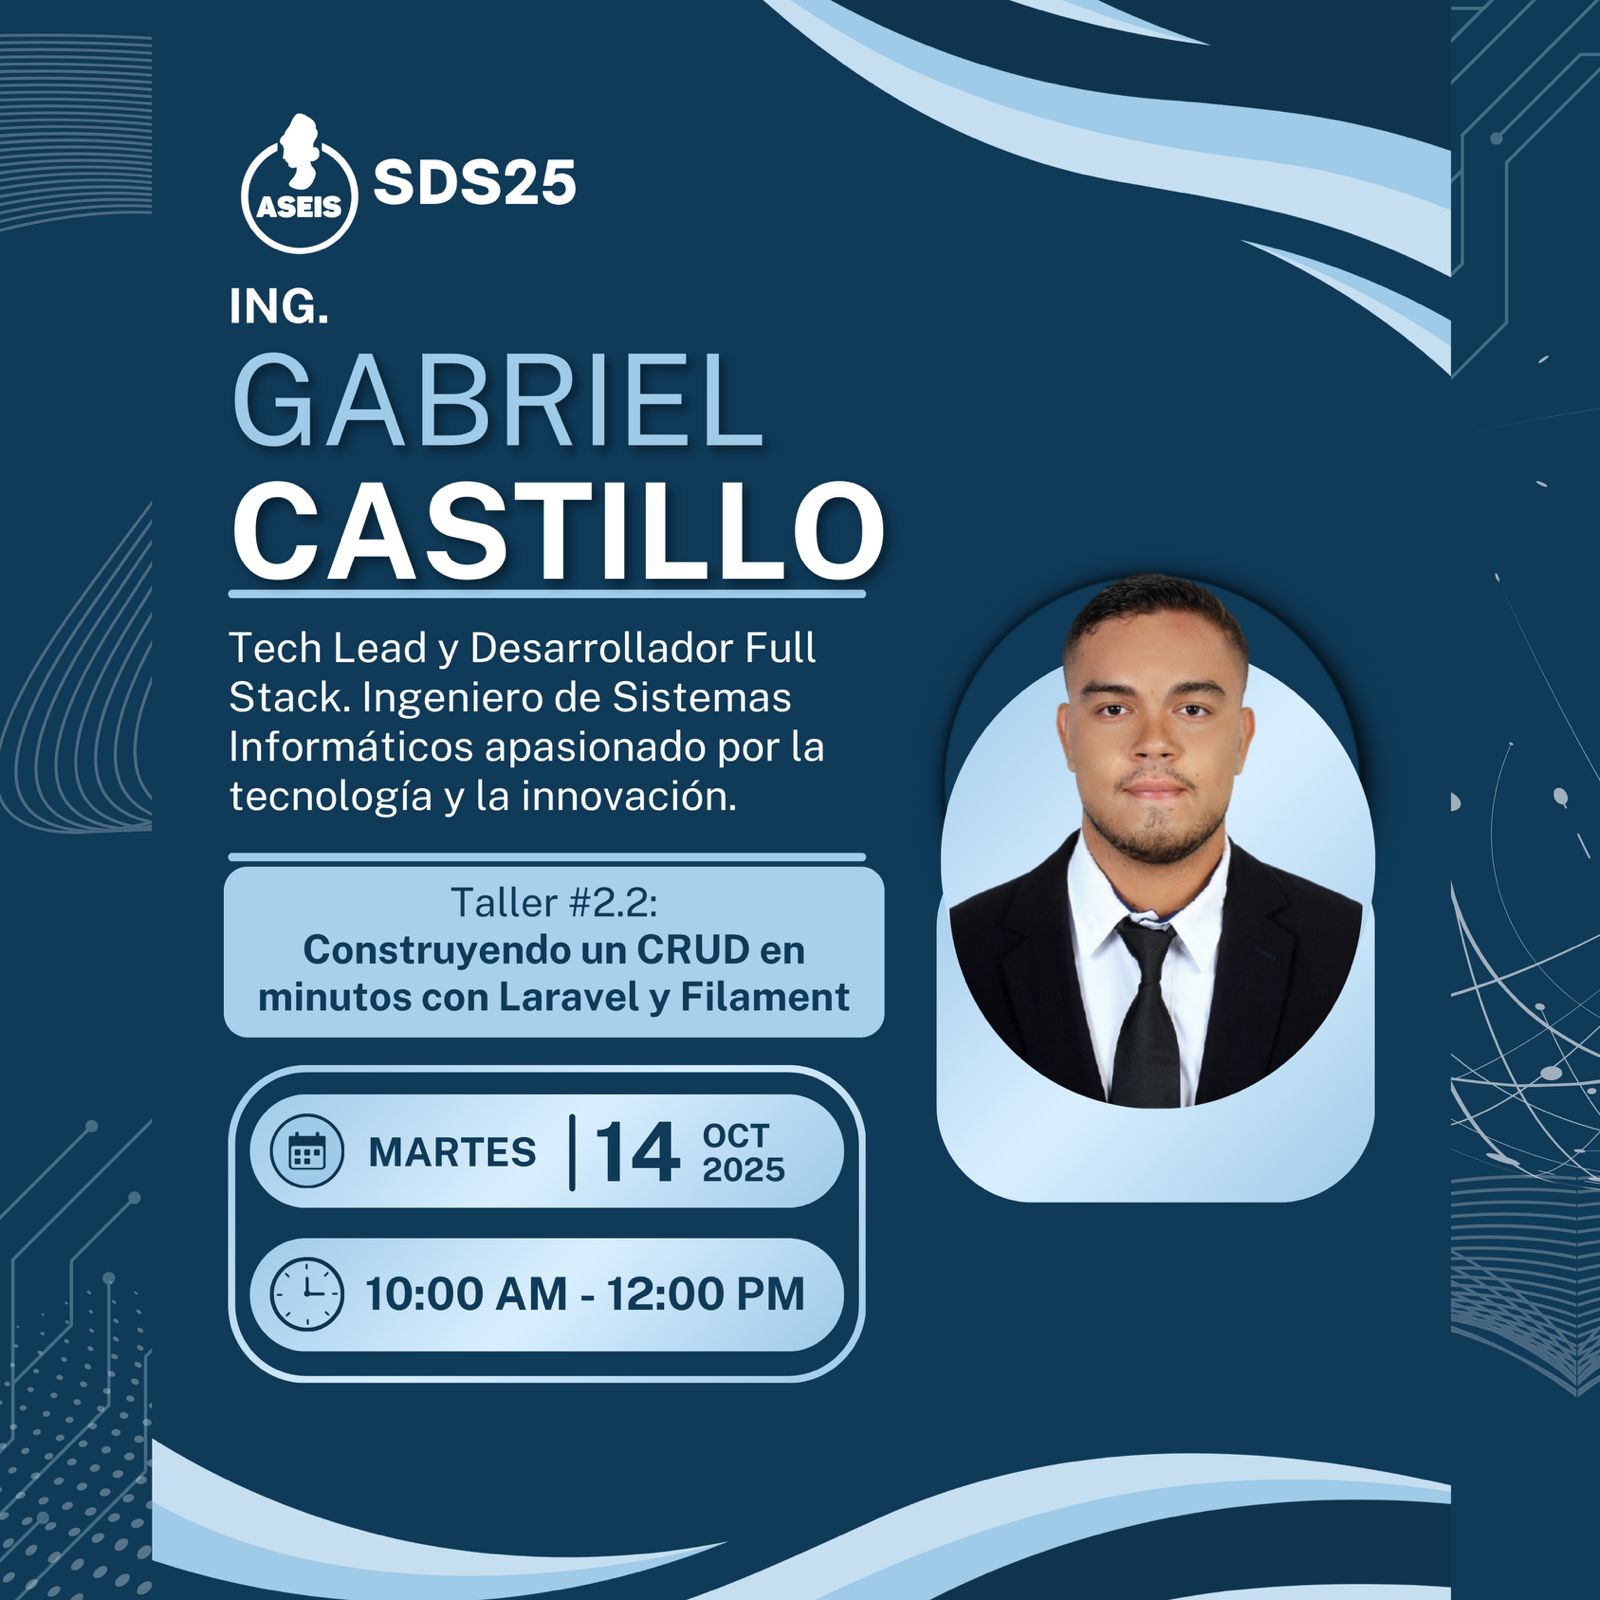 ASEIS
SDS25
ING.
GABRIEL
CASTILLO
Tech Lead y Desarrollador Full
Stack. Ingeniero de Sistemas
Informáticos apasionado por la
tecnología y la innovación.
Taller #2.2:
Construyendo un CRUD en
minutos con Laravel y Filament
MARTES
14
OCT
2025
10:00 AM - 12:00 PM